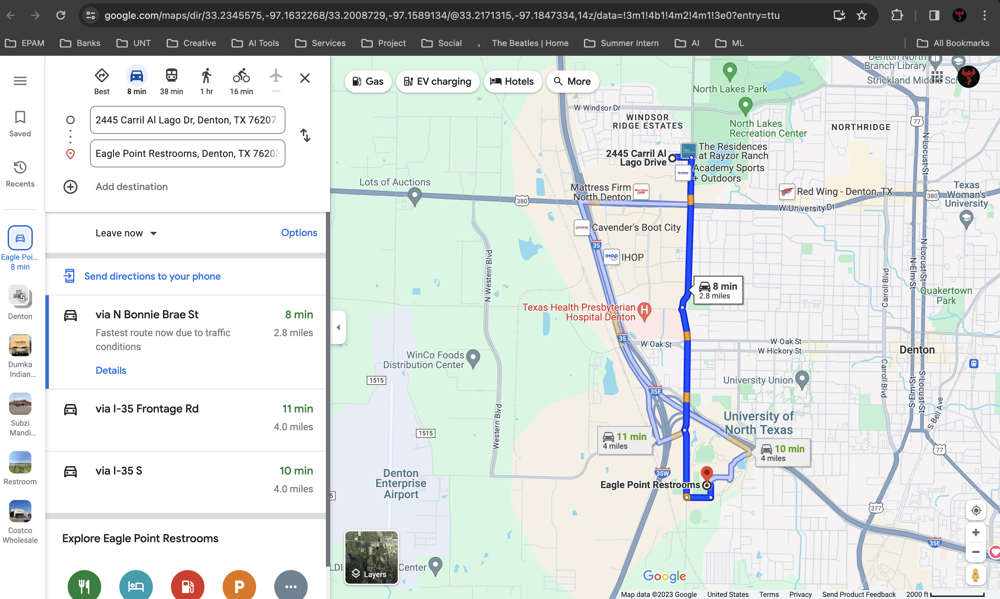 google.com/maps/dir/33.2345575,-97.1632268/33.2008729,-97.1589134/@33.2171315,-97.1847334,14z/data=!3m1!4b1!4m2!4m1!3e0?entry=ttu
EPAM
Banks
UNT
Creative
AI Tools
Services
Project
Social
The Beatles | Home
Summer Intern
AI
ML
All Bookmarks
Saved
Recents
Eagle Poi...
8 min
5
Denton
Dumka
Indian...
Subzi
Mandi...
Restroom
Costco
Wholesale
Best
8 min
38 min
1 hr
16 min
—
2445 Carril Al Lago Dr, Denton, TX 76207
Eagle Point Restrooms, Denton, TX 76203
Add destination
Leave now
Options
Send directions to your phone
via N Bonnie Brae St
8 min
Fastest route now due to traffic
conditions
2.8 miles
Details
via I-35 Frontage Rd
11 min
4.0 miles
via I-35 S
10 min
4.0 miles
Explore Eagle Point Restrooms
P
Gas
EV charging
Hotels
More
Denton North
Branch Library
Strickland Middle Sch
North Lakes Park
W Windsor Dr
WINDSOR
RIDGE ESTATES
North Lakes
Recreation Center
NORTHRIDGE
77
N Locust St
2445 Carril Al
Lago Drive
The Residences
at Rayzor Ranch
Academy
Academy Sports
+ Outdoors
Lots of Auctions
Mattress Firm
North Denton
MATTRESS
FIRM
Red Wing - Denton, TX
Texas
Woman's
University
380
380
W University Dr
CAVENDER'S
Cavender's Boot City
35
IHOP
IHOP
N Western Blvd
N Locust St
N Elm St
Carroll Blvd
Quakertown
Park
8 min
2.8 miles
Texas Health Presbyterian
Hospital Denton
H
35
W Oak St
W Oak St
W Hickory St
Denton
WinCo Foods
Distribution Center
1515
University Union
Carroll Blvd
S Elm St
S Locust St
35E
Western Blvd
University of
North Texas
S Bell Ave
1515
11 min
4 miles
10 min
4 miles
77
35W
Denton
Enterprise
Airport
Eagle Point Restrooms
5
377
35E
LDI
Center
Layers
Google
Map data ©2023 Google
United States
Terms
Privacy
Send Product Feedback
2000 ft